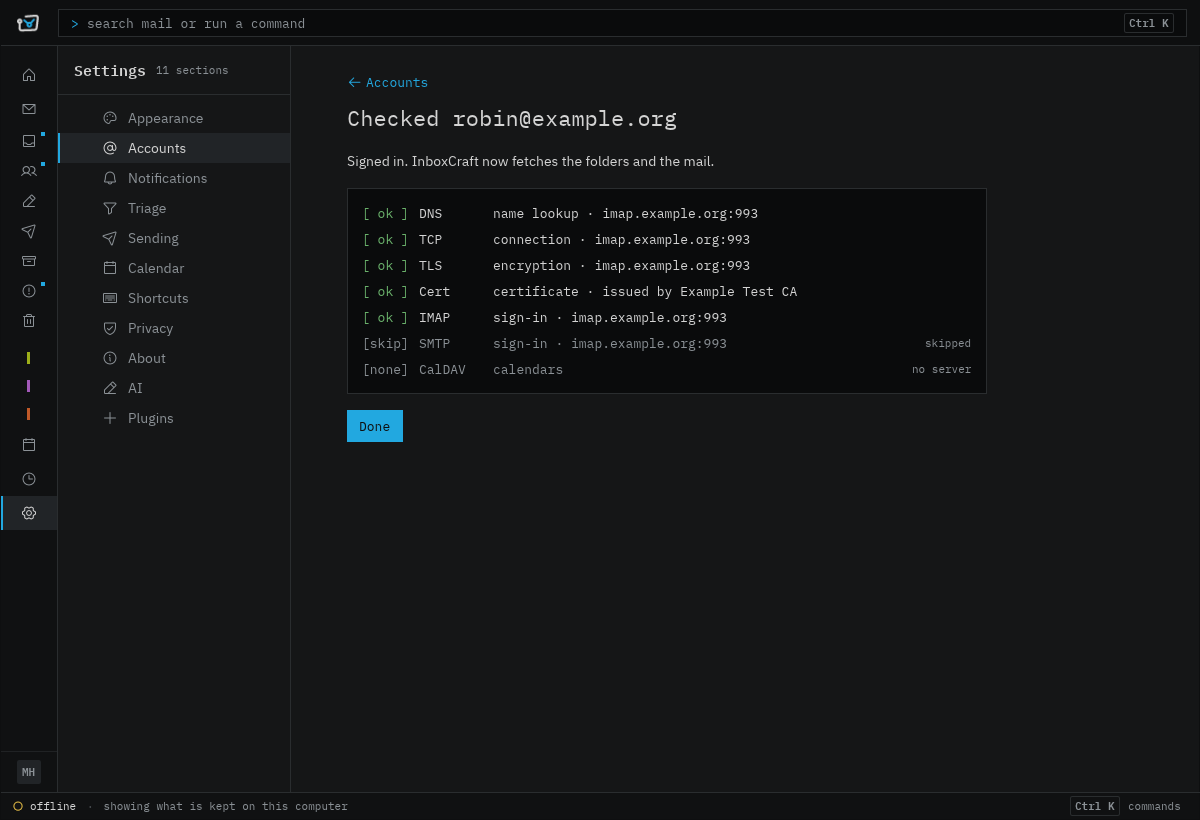 > search mail or run a command Ctrl K
Settings 11 sections
Appearance
Accounts
Notifications
Triage
Sending
Calendar
Shortcuts
Privacy
About
AI
Plugins
← Accounts
Checked robin@example.org
Signed in. InboxCraft now fetches the folders and the mail.
[ ok ] DNS name lookup · imap.example.org:993
[ ok ] TCP connection · imap.example.org:993
[ ok ] TLS encryption · imap.example.org:993
[ ok ] Cert certificate · issued by Example Test CA
[ ok ] IMAP sign-in · imap.example.org:993
[skip] SMTP sign-in · imap.example.org:993 skipped
[none] CalDAV calendars no server
Done
MH
offline · showing what is kept on this computer Ctrl K commands